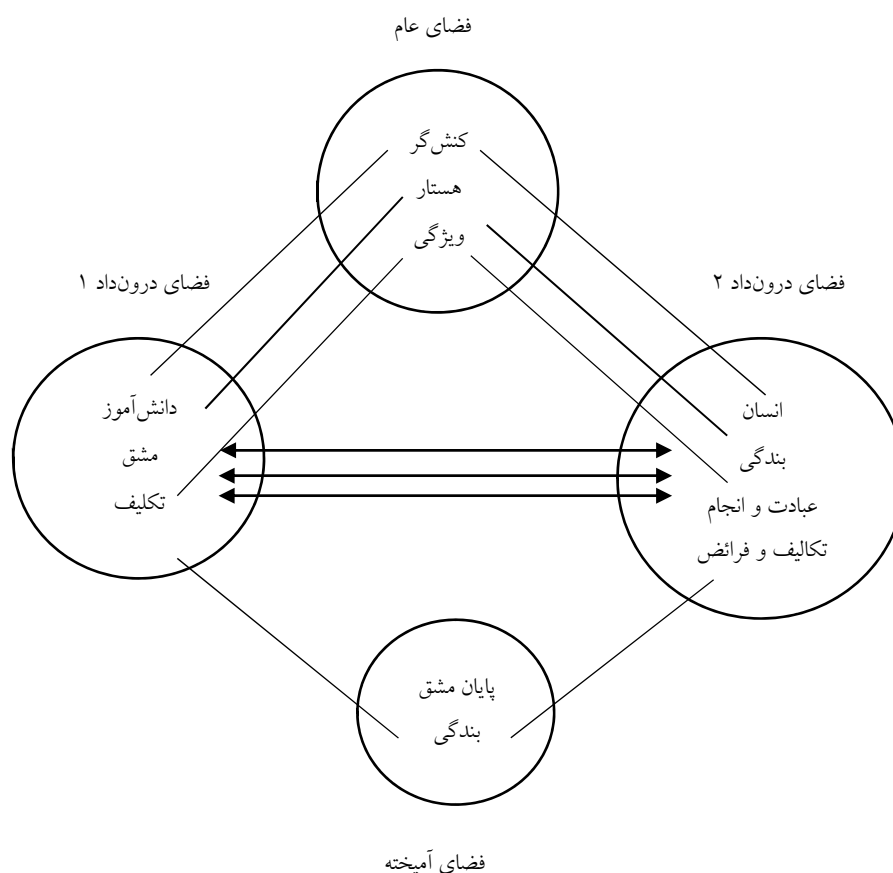 فضای عام
کنش‌گر
هستار
ویژگی
فضای درون‌داد ۲
فضای درون‌داد ۱
انسان
بندگی
عبادت و انجام
تکالیف و فرائض
دانش‌آموز
مشق
تکلیف
پایان مشق
بندگی
فضای آمیخته